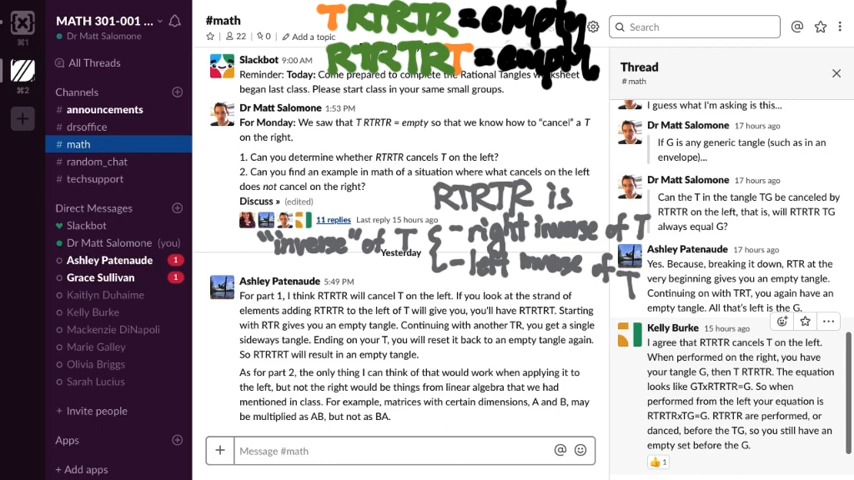 MATH 301-001 ...
Dr Matt Salomone
⌘1
⌘2
All Threads
Channels
# announcements
# drsoffice
# math
# random_chat
# techsupport
Direct Messages
Slackbot
Dr Matt Salomone (you)
Ashley Patenaude 1
Grace Sullivan 1
Kaitlyn Duhaime
Kelly Burke
Mackenzie DiNapoli
Marie Galley
Olivia Briggs
Sarah Lucius
+ Invite people
Apps
+ Add apps
#math
22 | 0 | Add a topic
Search
TRTRTR = empty
RTRTRT = empty
Slackbot 9:00 AM
Reminder: Today: Come prepared to complete the Rational Tangles worksheet
began last class. Please start class in your same small groups.
Dr Matt Salomone 1:53 PM
For Monday: We saw that T RTRTR = empty so that we know how to "cancel" a T
on the right.
1. Can you determine whether RTRTR cancels T on the left?
2. Can you find an example in math of a situation where what cancels on the left
does not cancel on the right?
Discuss » (edited)
11 replies Last reply 15 hours ago
RTRTR is
"inverse" of T { - right inverse of T
- left inverse of T
Yesterday
Ashley Patenaude 5:49 PM
For part 1, I think RTRTR will cancel T on the left. If you look at the strand of
elements adding RTRTR to the left of T will give you, you'll have RTRTRT. Starting
with RTR gives you an empty tangle. Continuing with another TR, you get a single
sideways tangle. Ending on your T, you will reset it back to an empty tangle again.
So RTRTRT will result in an empty tangle.
As for part 2, the only thing I can think of that would work when applying it to
the left, but not the right would be things from linear algebra that we had
mentioned in class. For example, matrices with certain dimensions, A and B, may
be multiplied as AB, but not as BA.
Message #math
Thread
#math
I guess what I'm asking is this...
Dr Matt Salomone 17 hours ago
If G is any generic tangle (such as in an
envelope)...
Dr Matt Salomone 17 hours ago
Can the T in the tangle TG be canceled by
RTRTR on the left, that is, will RTRTR TG
always equal G?
Ashley Patenaude 17 hours ago
Yes. Because, breaking it down, RTR at the
very beginning gives you an empty tangle.
Continuing on with TRT, you again have an
empty tangle. All that's left is the G.
Kelly Burke 15 hours ago
I agree that RTRTR cancels T on the left.
When performed on the right, you have
your tangle G, then T RTRTR. The equation
looks like GTxRTRTR=G. So when
performed from the left your equation is
RTRTRxTG=G. RTRTR are performed, or
danced, before the TG, so you still have an
empty set before the G.
👍 1